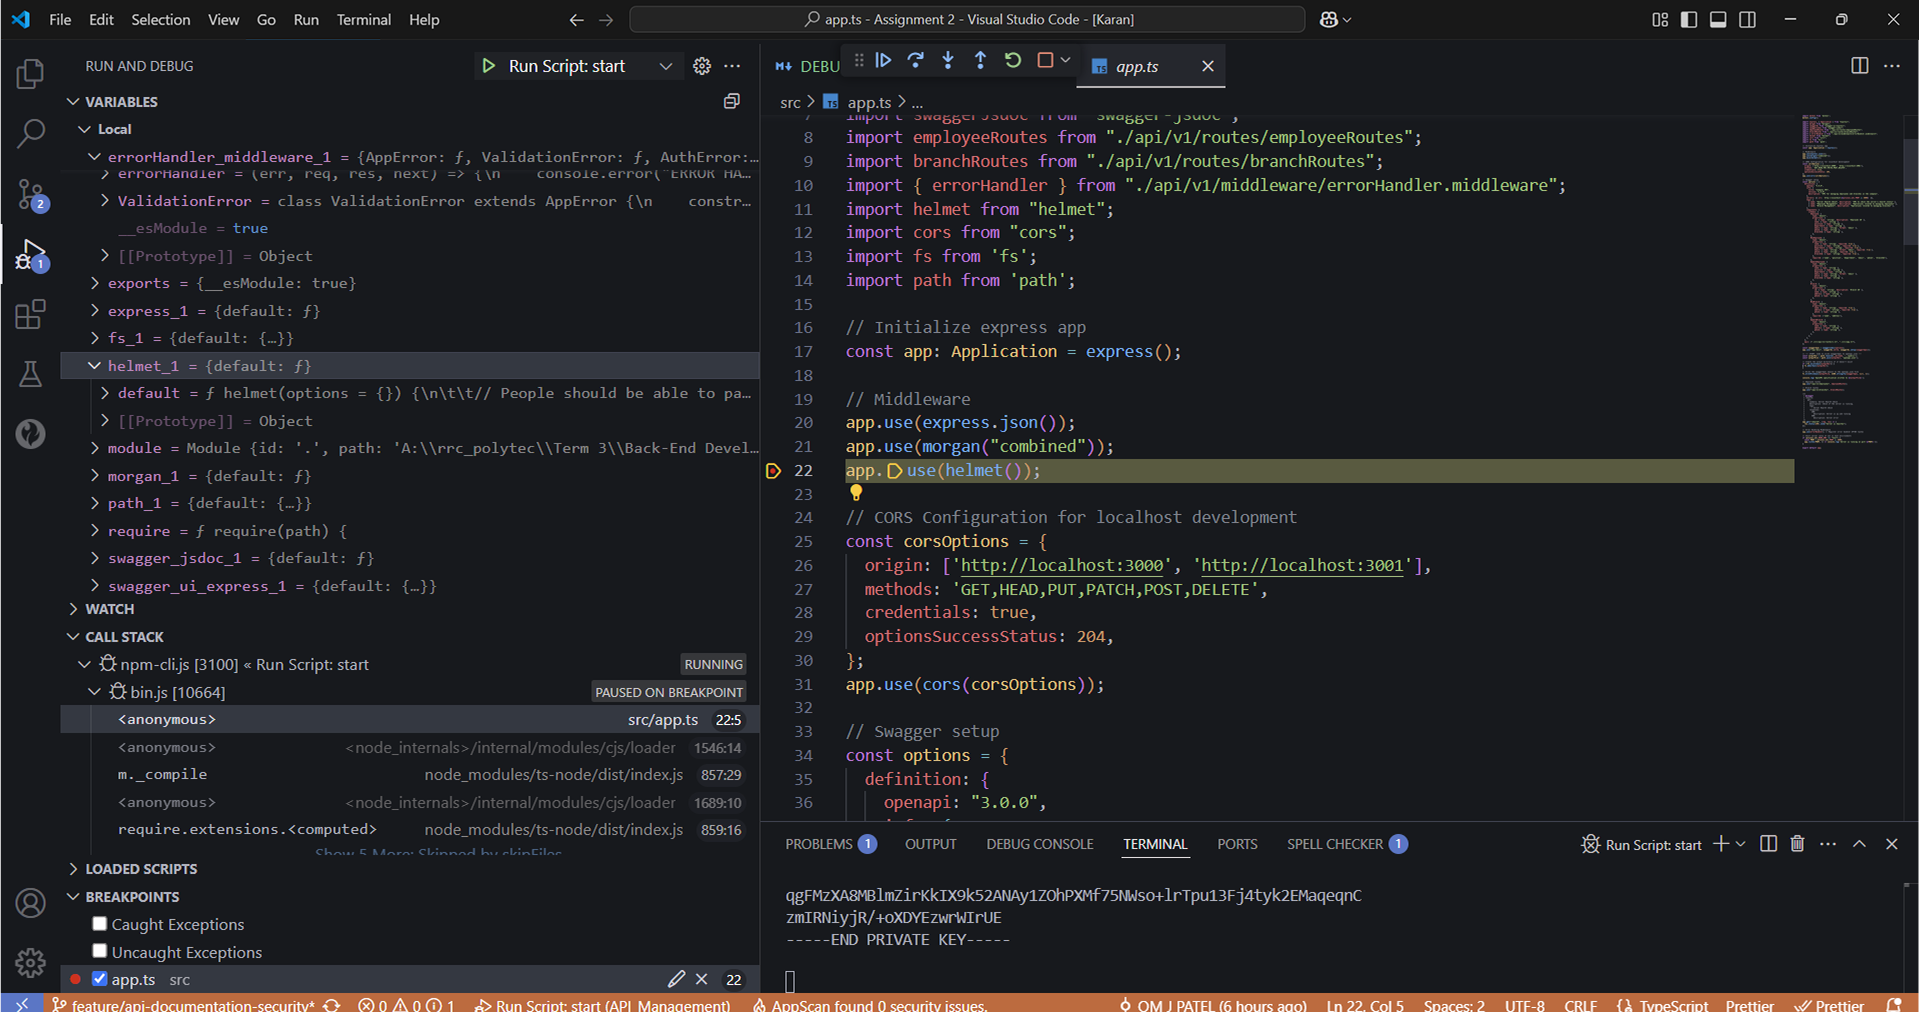 File Edit Selection View Go Run Terminal Help
app.ts - Assignment 2 - Visual Studio Code - [Karan]
RUN AND DEBUG
Run Script: start
VARIABLES
Local
errorHandler_middleware_1 = {AppError: ƒ, ValidationError: ƒ, AuthError:…
errorHandler = (err, req, res, next) => {\n    console.error("ERROR HA…
ValidationError = class ValidationError extends AppError {\n    constr…
__esModule = true
[[Prototype]] = Object
exports = {__esModule: true}
express_1 = {default: ƒ}
fs_1 = {default: {…}}
helmet_1 = {default: ƒ}
default = ƒ helmet(options = {}) {\n\t\t// People should be able to pa…
[[Prototype]] = Object
module = Module {id: '.', path: 'A:\\rrc_polytec\\Term 3\\Back-End Devel…
morgan_1 = {default: ƒ}
path_1 = {default: {…}}
require = ƒ require(path) {
swagger_jsdoc_1 = {default: ƒ}
swagger_ui_express_1 = {default: {…}}
WATCH
CALL STACK
npm-cli.js [3100] « Run Script: start RUNNING
bin.js [10664] PAUSED ON BREAKPOINT
<anonymous> src/app.ts 22:5
<anonymous> <node_internals>/internal/modules/cjs/loader 1546:14
m._compile node_modules/ts-node/dist/index.js 857:29
<anonymous> <node_internals>/internal/modules/cjs/loader 1689:10
require.extensions.<computed> node_modules/ts-node/dist/index.js 859:16
Show 5 More: Skipped by skipFiles
LOADED SCRIPTS
BREAKPOINTS
Caught Exceptions
Uncaught Exceptions
app.ts src 22
2
1
DEBU
app.ts
src > app.ts > ...
7 import swaggerJsdoc from "swagger-jsdoc";
8 import employeeRoutes from "./api/v1/routes/employeeRoutes";
9 import branchRoutes from "./api/v1/routes/branchRoutes";
10 import { errorHandler } from "./api/v1/middleware/errorHandler.middleware";
11 import helmet from "helmet";
12 import cors from "cors";
13 import fs from 'fs';
14 import path from 'path';
15
16 // Initialize express app
17 const app: Application = express();
18
19 // Middleware
20 app.use(express.json());
21 app.use(morgan("combined"));
22 app.use(helmet());
23
24 // CORS Configuration for localhost development
25 const corsOptions = {
26 origin: ['http://localhost:3000', 'http://localhost:3001'],
27 methods: 'GET,HEAD,PUT,PATCH,POST,DELETE',
28 credentials: true,
29 optionsSuccessStatus: 204,
30 };
31 app.use(cors(corsOptions));
32
33 // Swagger setup
34 const options = {
35 definition: {
36 openapi: "3.0.0",
PROBLEMS 1 OUTPUT DEBUG CONSOLE TERMINAL PORTS SPELL CHECKER 1
Run Script: start
qgFMzXA8MBlmZirKkIX9k52ANAy1ZOhPXMf75NWso+lrTpu13Fj4tyk2EMaqeqnC
zmIRNiyjR/+oXDYEzwrWIrUE
-----END PRIVATE KEY-----
feature/api-documentation-security* 0 0 1 Run Script: start (API_Management) AppScan found 0 security issues. OM J PATEL (6 hours ago) Ln 22, Col 5 Spaces: 2 UTF-8 CRLF {} TypeScript Prettier Prettier